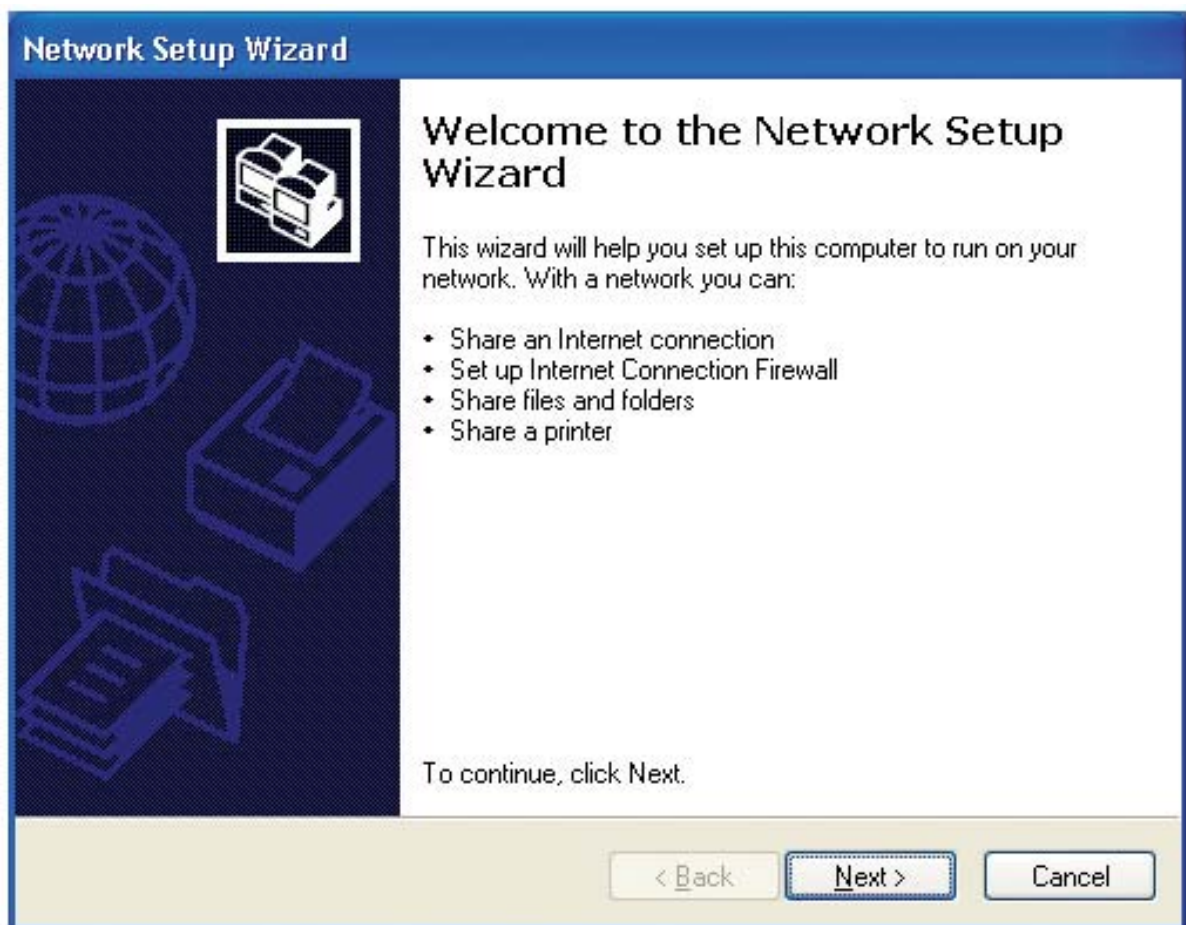 Network Setup Wizard
Welcome to the Network Setup
Wizard
This wizard will help you set up this computer to run on your
network. With a network you can:
• Share an Internet connection
• Set up Internet Connection Firewall
• Share files and folders
• Share a printer
To continue, click Next.
< Back Next > Cancel